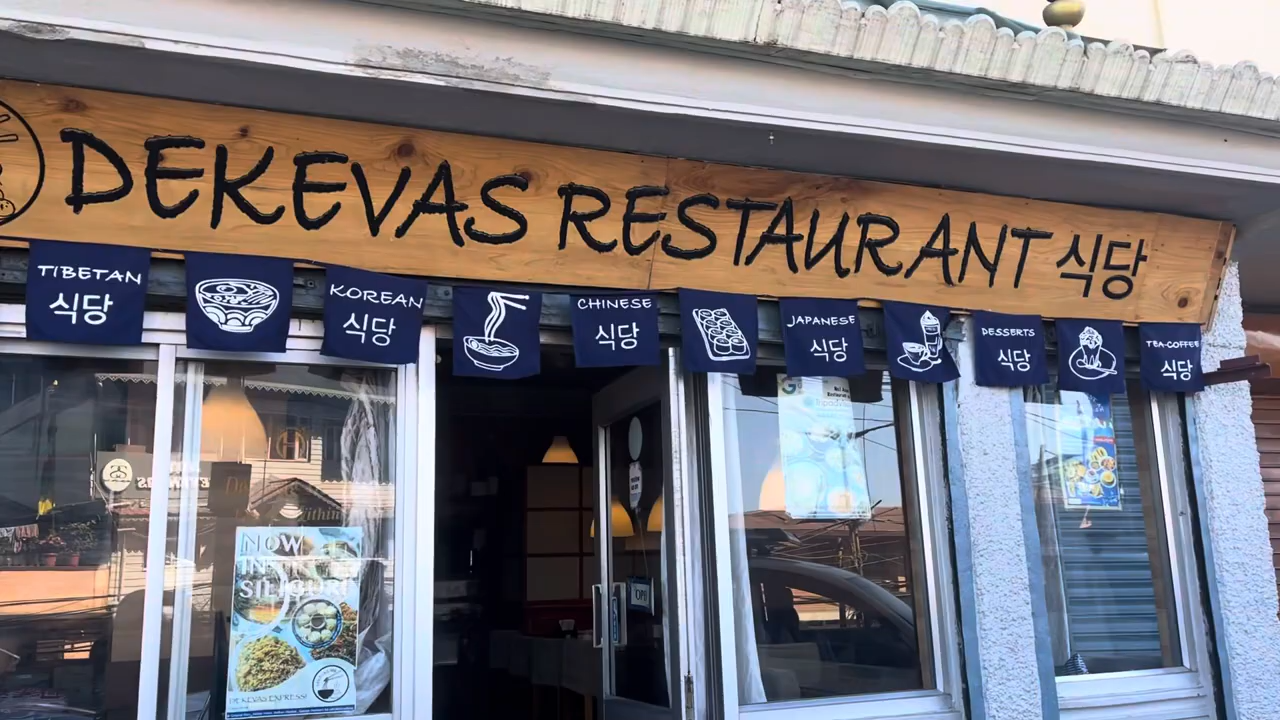 DEKEVAS RESTAURANT 식당
TIBETAN
식당
KOREAN
식당
CHINESE
식당
JAPANESE
식당
DESSERTS
식당
TEA-COFFEE
식당
NOW
IN
SILIGURI
DEKEVAS EXPRESS
OPEN